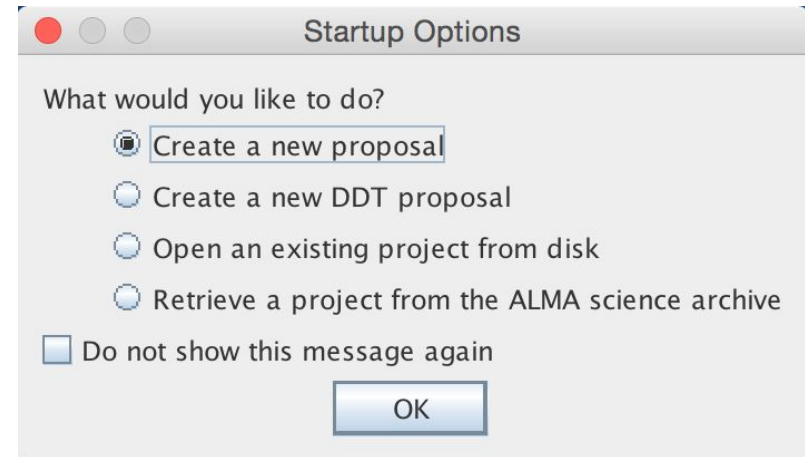 Startup Options
What would you like to do?
Create a new proposal
Create a new DDT proposal
Open an existing project from disk
Retrieve a project from the ALMA science archive
Do not show this message again
OK